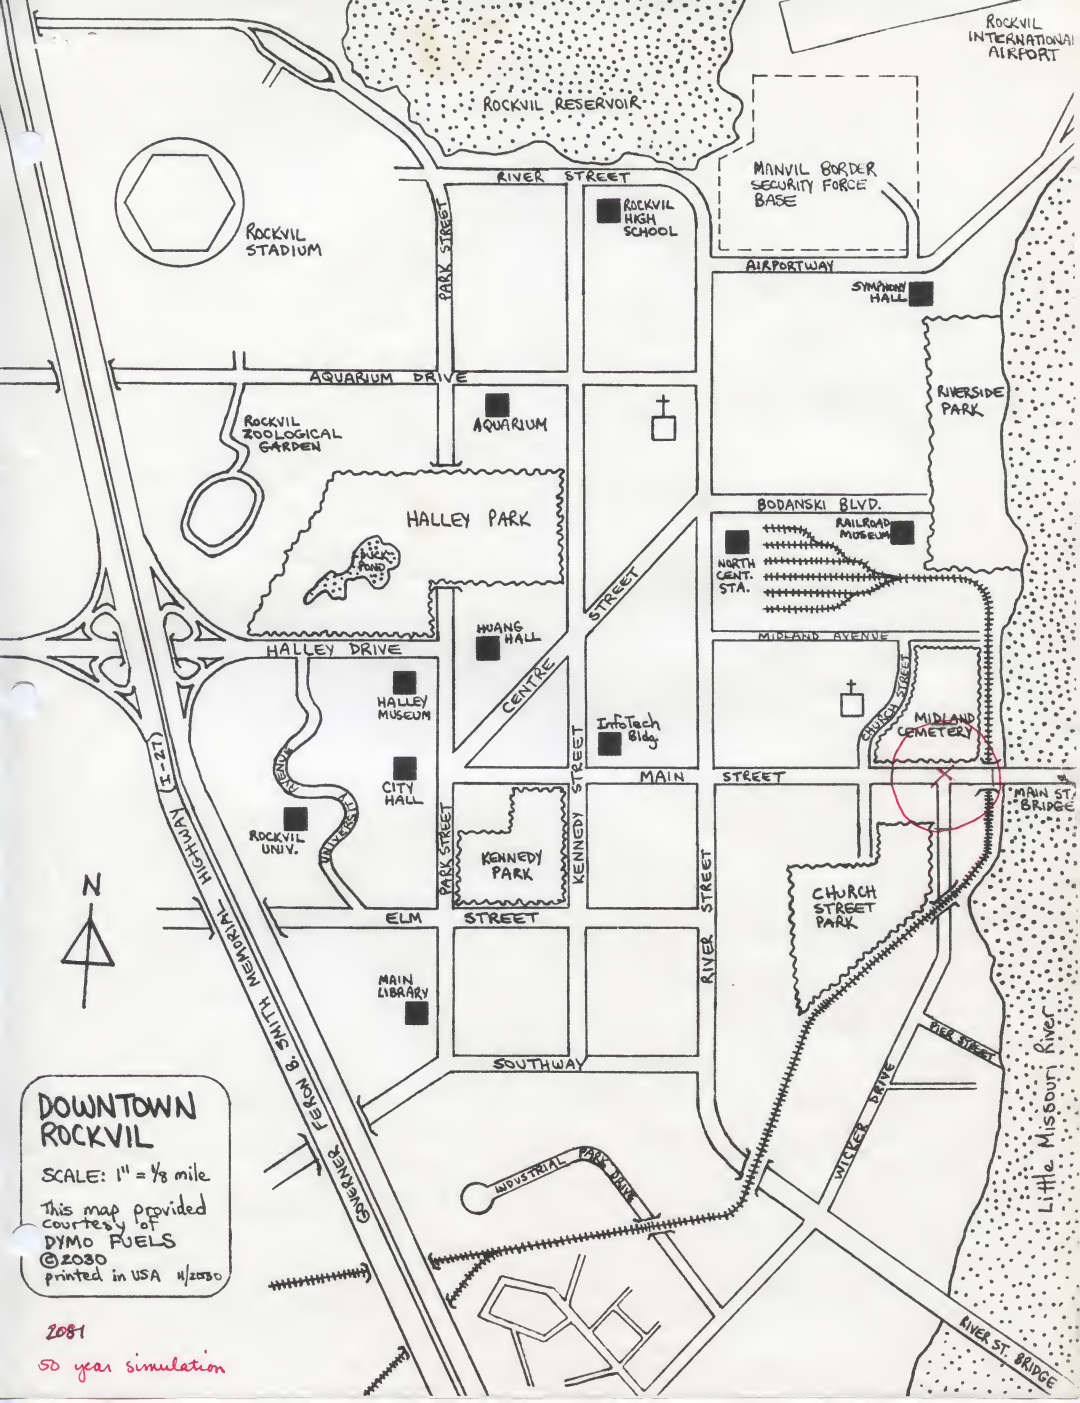 ROCKVIL
INTERNATIONAL
AIRPORT
ROCKVIL RESERVOIR
MANVIL BORDER
SECURITY FORCE
BASE
RIVER STREET
ROCKVIL
HIGH
SCHOOL
ROCKVIL
STADIUM
PARK STREET
AIRPORTWAY
SYMPHONY
HALL
AQUARIUM DRIVE
RIVERSIDE
PARK
AQUARIUM
ROCKVIL
ZOOLOGICAL
GARDEN
BODANSKI BLVD.
HALLEY PARK
RAILROAD
MUSEUM
DUCK
POND
NORTH
CENT.
STA.
CENTRE STREET
HUANG
HALL
MIDLAND AVENUE
HALLEY DRIVE
CHURCH STREET
HALLEY
MUSEUM
MIDLAND
CEMETERY
InfoTech
Bldg.
MAIN STREET
CITY
HALL
MAIN ST.
BRIDGE
UNIVERSITY AVENUE
KENNEDY STREET
PARK STREET
ROCKVIL
UNIV.
KENNEDY
PARK
RIVER STREET
CHURCH
STREET
PARK
ELM STREET
N
MAIN
LIBRARY
GOVERNER FERON B. SMITH MEMORIAL HIGHWAY (I-27)
PIER STREET
Little Missouri River
SOUTHWAY
WICKER DRIVE
INDUSTRIAL PARK DRIVE
RIVER ST. BRIDGE
DOWNTOWN
ROCKVIL
SCALE: 1" = 1/8 mile
This map provided
courtesy of
DYMO FUELS
©2030
printed in USA 11/2030
2081
50 year simulation